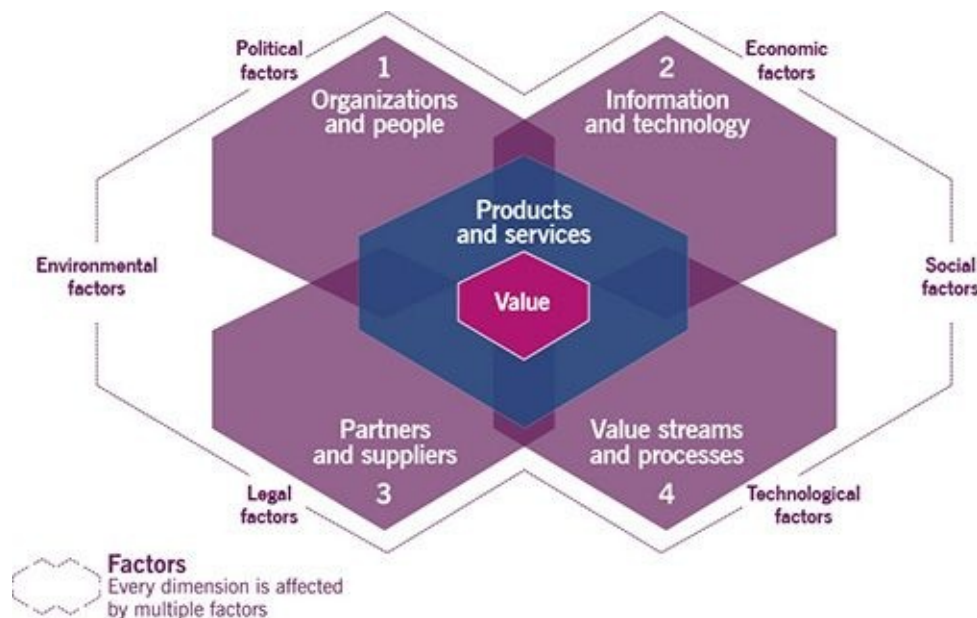 Political
factors
Economic
factors
1
Organizations
and people
2
Information
and technology
Products
and services
Environmental
factors
Value
Social
factors
Partners
and suppliers
3
Value streams
and processes
4
Legal
factors
Technological
factors
Factors
Every dimension is affected
by multiple factors